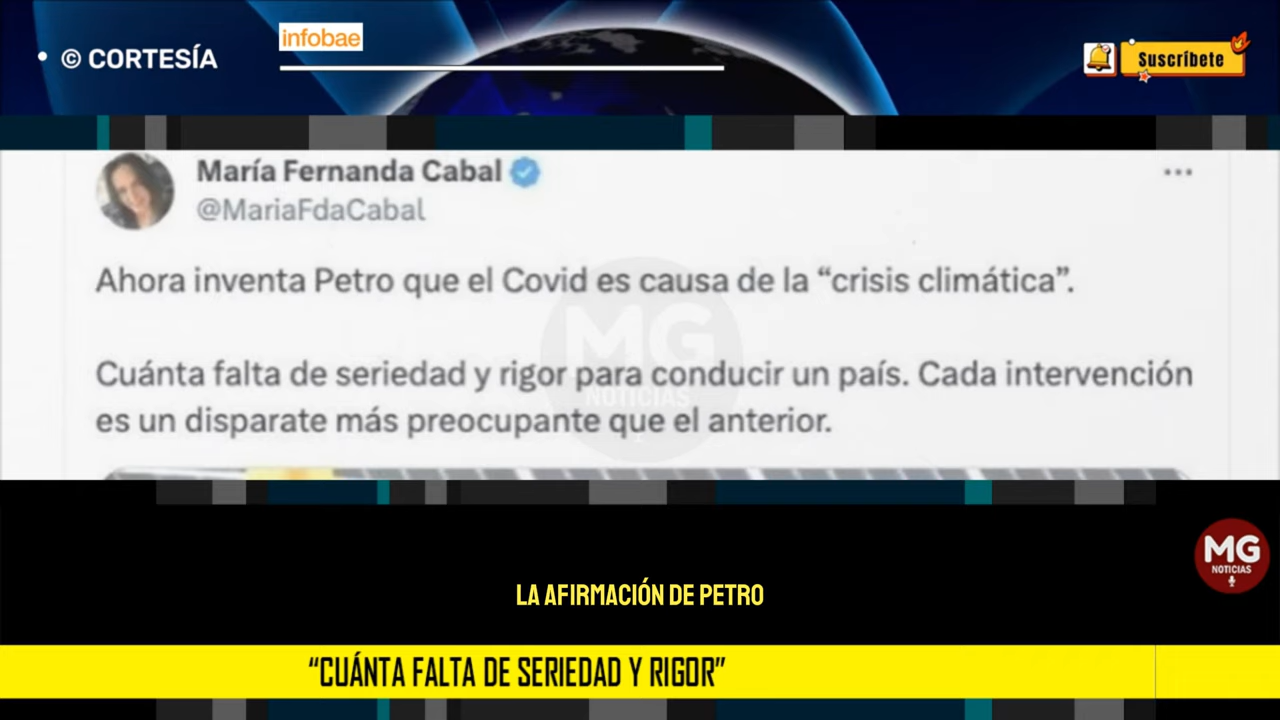 infobae
• © CORTESÍA
Suscríbete
María Fernanda Cabal
@MariaFdaCabal
Ahora inventa Petro que el Covid es causa de la “crisis climática”.
Cuánta falta de seriedad y rigor para conducir un país. Cada intervención
es un disparate más preocupante que el anterior.
MG
NOTICIAS
MG
NOTICIAS
LA AFIRMACIÓN DE PETRO
“CUÁNTA FALTA DE SERIEDAD Y RIGOR”